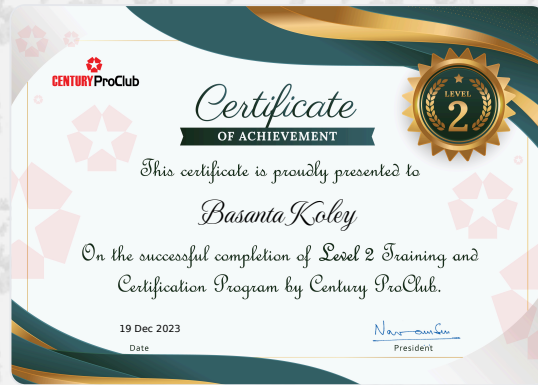 CENTURY ProClub
Certificate
OF ACHIEVEMENT
LEVEL
2
This certificate is proudly presented to
Basanta Koley
On the successful completion of Level 2 Training and
Certification Program by Century ProClub.
19 Dec 2023
Date
President